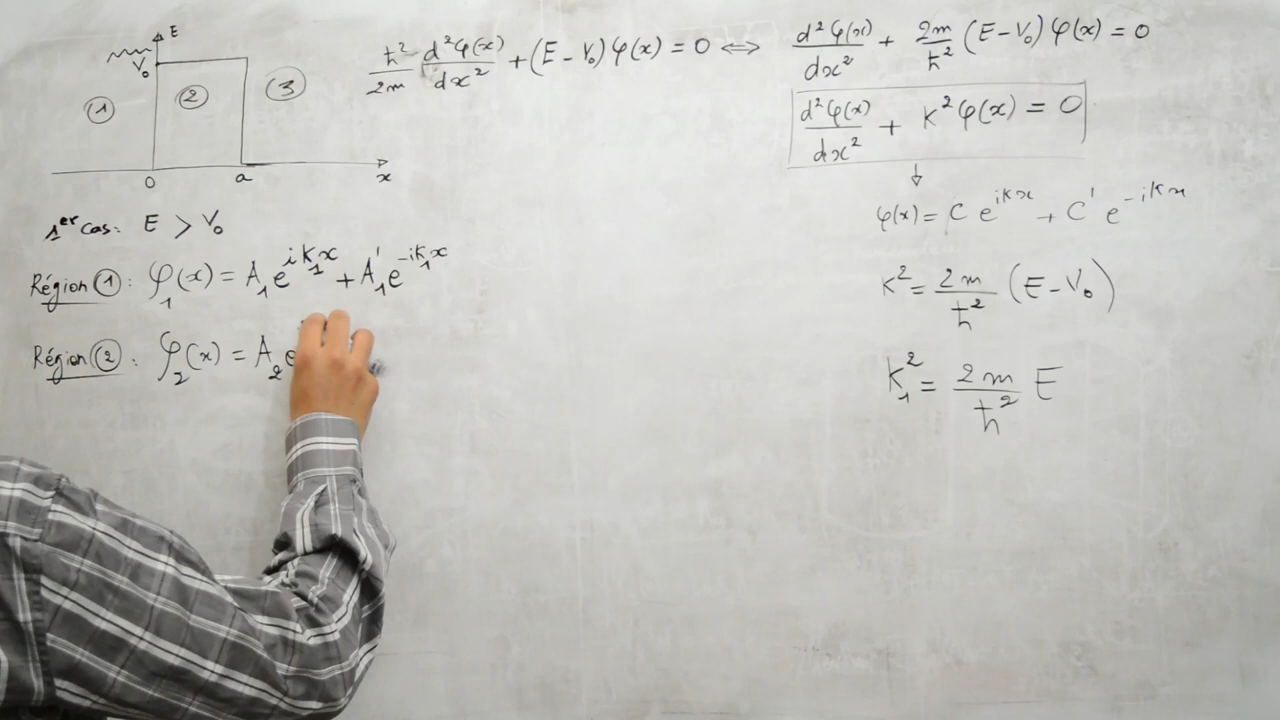 E
V₀
① ② ③
0 a x
ħ²/2m d²φ(x)/dx² + (E − V₀) φ(x) = 0 ⟺ d²φ(x)/dx² + 2m/ħ² (E − V₀) φ(x) = 0
d²φ(x)/dx² + K² φ(x) = 0
↓
φ(x) = C e^{iKx} + C' e^{−iKx}
K² = 2m/ħ² (E − V₀)
K₁² = 2m/ħ² E
1er cas: E > V₀
Région ①: φ₁(x) = A₁ e^{iK₁x} + A'₁ e^{−iK₁x}
Région ②: φ₂(x) = A₂ e